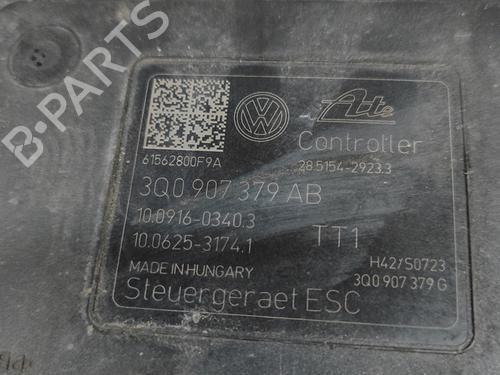 B-PARTS
Ate
Controller
61562800F9A
28.5154-2923.3
3Q0 907 379 AB
10.0916-0340.3
TT1
10.0625-3174.1
H42/S0723
MADE IN HUNGARY
3Q0 907 379 G
Steuergeraet ESC